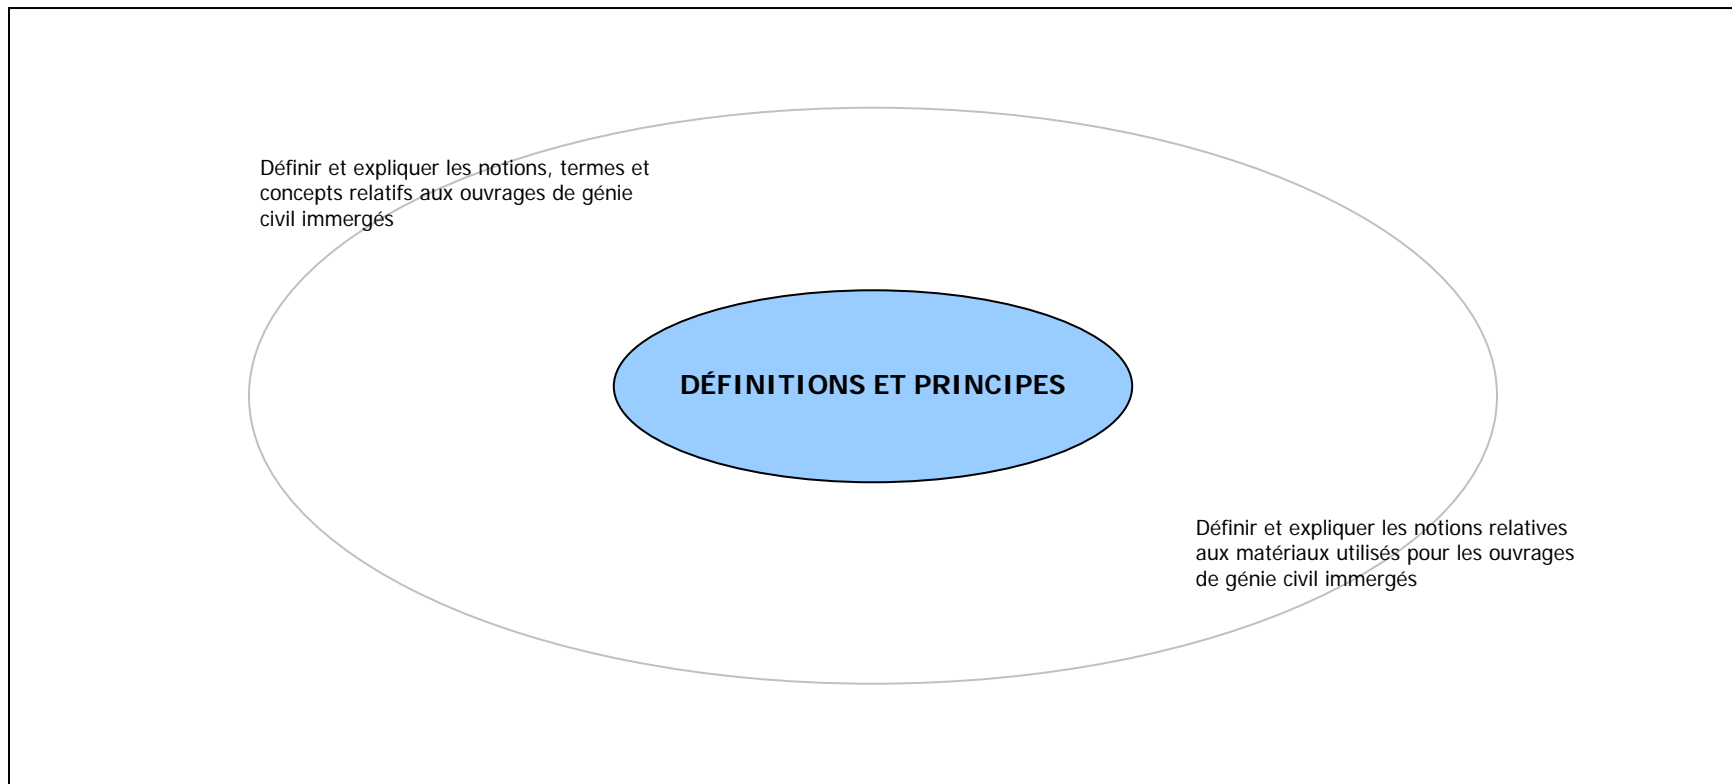 Définir et expliquer les notions, termes et
concepts relatifs aux ouvrages de génie
civil immergés
DÉFINITIONS ET PRINCIPES
Définir et expliquer les notions relatives
aux matériaux utilisés pour les ouvrages
de génie civil immergés